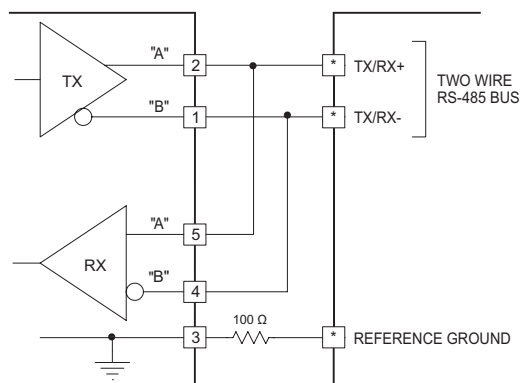 "A" 2 * TX/RX+
TX
TWO WIRE
RS-485 BUS
"B" 1 * TX/RX-
"A" 5
RX
"B" 4
100 Ω
3 * REFERENCE GROUND